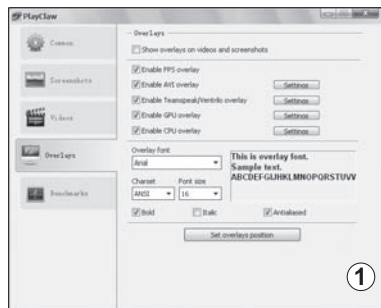 PlayClaw
Common
Screenshots
Videos
Overlays
Benchmarks
Overlays
Show overlays on videos and screenshots
Enable FPS overlay
Enable AVI overlay Settings
Enable Teamspeak/Ventrilo overlay Settings
Enable GPU overlay Settings
Enable CPU overlay Settings
Overlay font
Arial
Charset Font size
ANSI 16
This is overlay font.
Sample text.
ABCDEFGIJHKLMNOPQRSTUVV
Bold Italic Antialiased
Set overlays position
1